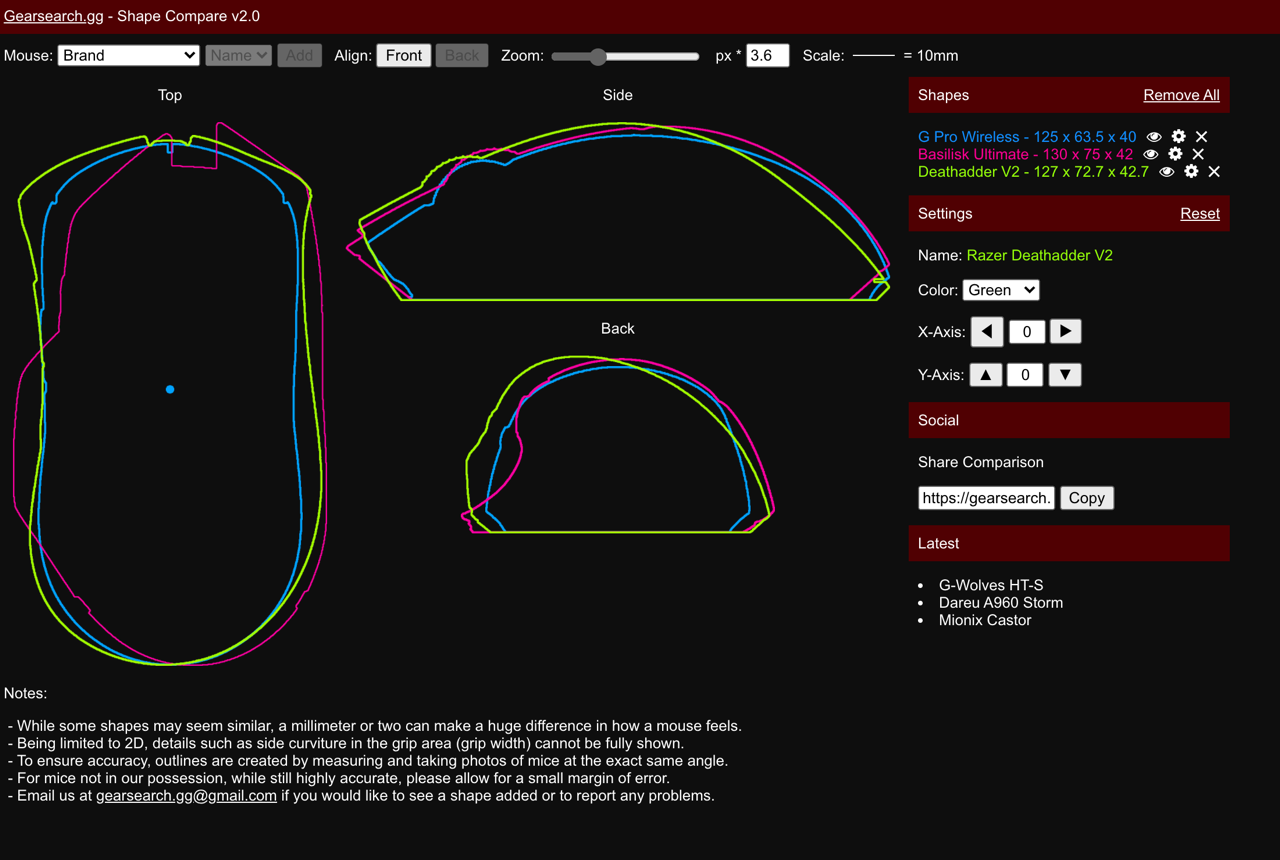 Gearsearch.gg - Shape Compare v2.0
Mouse: Brand Name Add Align: Front Back Zoom: px * 3.6 Scale: = 10mm
Top
Side
Back
Shapes Remove All
G Pro Wireless - 125 x 63.5 x 40
Basilisk Ultimate - 130 x 75 x 42
Deathadder V2 - 127 x 72.7 x 42.7
Settings Reset
Name: Razer Deathadder V2
Color: Green
X-Axis: 0
Y-Axis: 0
Social
Share Comparison
https://gearsearch. Copy
Latest
G-Wolves HT-S
Dareu A960 Storm
Mionix Castor
Notes:
- While some shapes may seem similar, a millimeter or two can make a huge difference in how a mouse feels.
- Being limited to 2D, details such as side curviture in the grip area (grip width) cannot be fully shown.
- To ensure accuracy, outlines are created by measuring and taking photos of mice at the exact same angle.
- For mice not in our possession, while still highly accurate, please allow for a small margin of error.
- Email us at gearsearch.gg@gmail.com if you would like to see a shape added or to report any problems.